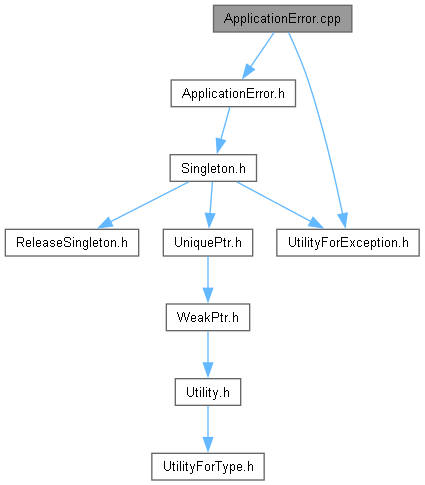 ApplicationError.cpp
ApplicationError.h
Singleton.h
ReleaseSingleton.h
UniquePtr.h
UtilityForException.h
WeakPtr.h
Utility.h
UtilityForType.h